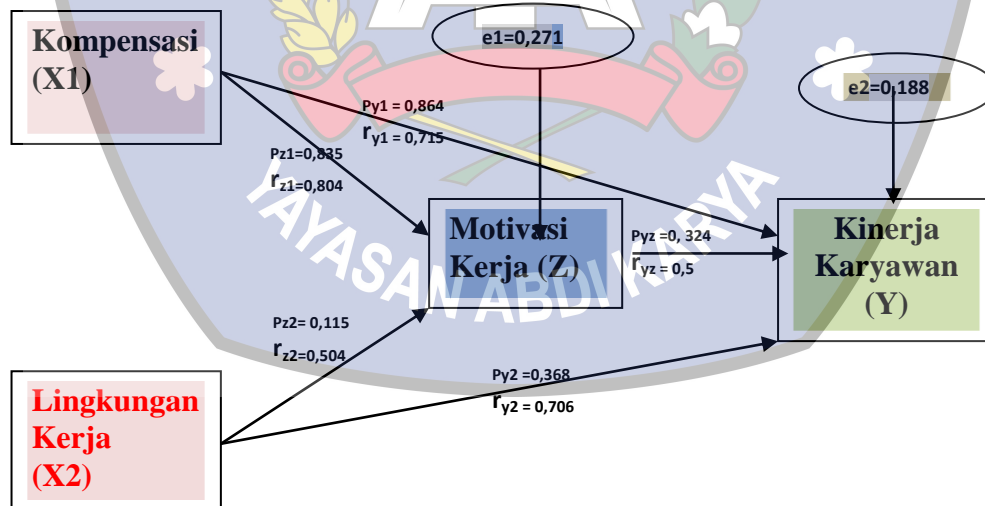 Kompensasi
(X1)
e1=0,271
e2=0,188
Py1 = 0,864
ry1 = 0,715
Pz1=0,835
rz1=0,804
Motivasi
Kerja (Z)
Pyz =0, 324
ryz = 0,5
Kinerja
Karyawan
(Y)
YAYASAN ABDI KARYA
Pz2= 0,115
rz2=0,504
Py2 =0,368
ry2 = 0,706
Lingkungan
Kerja
(X2)